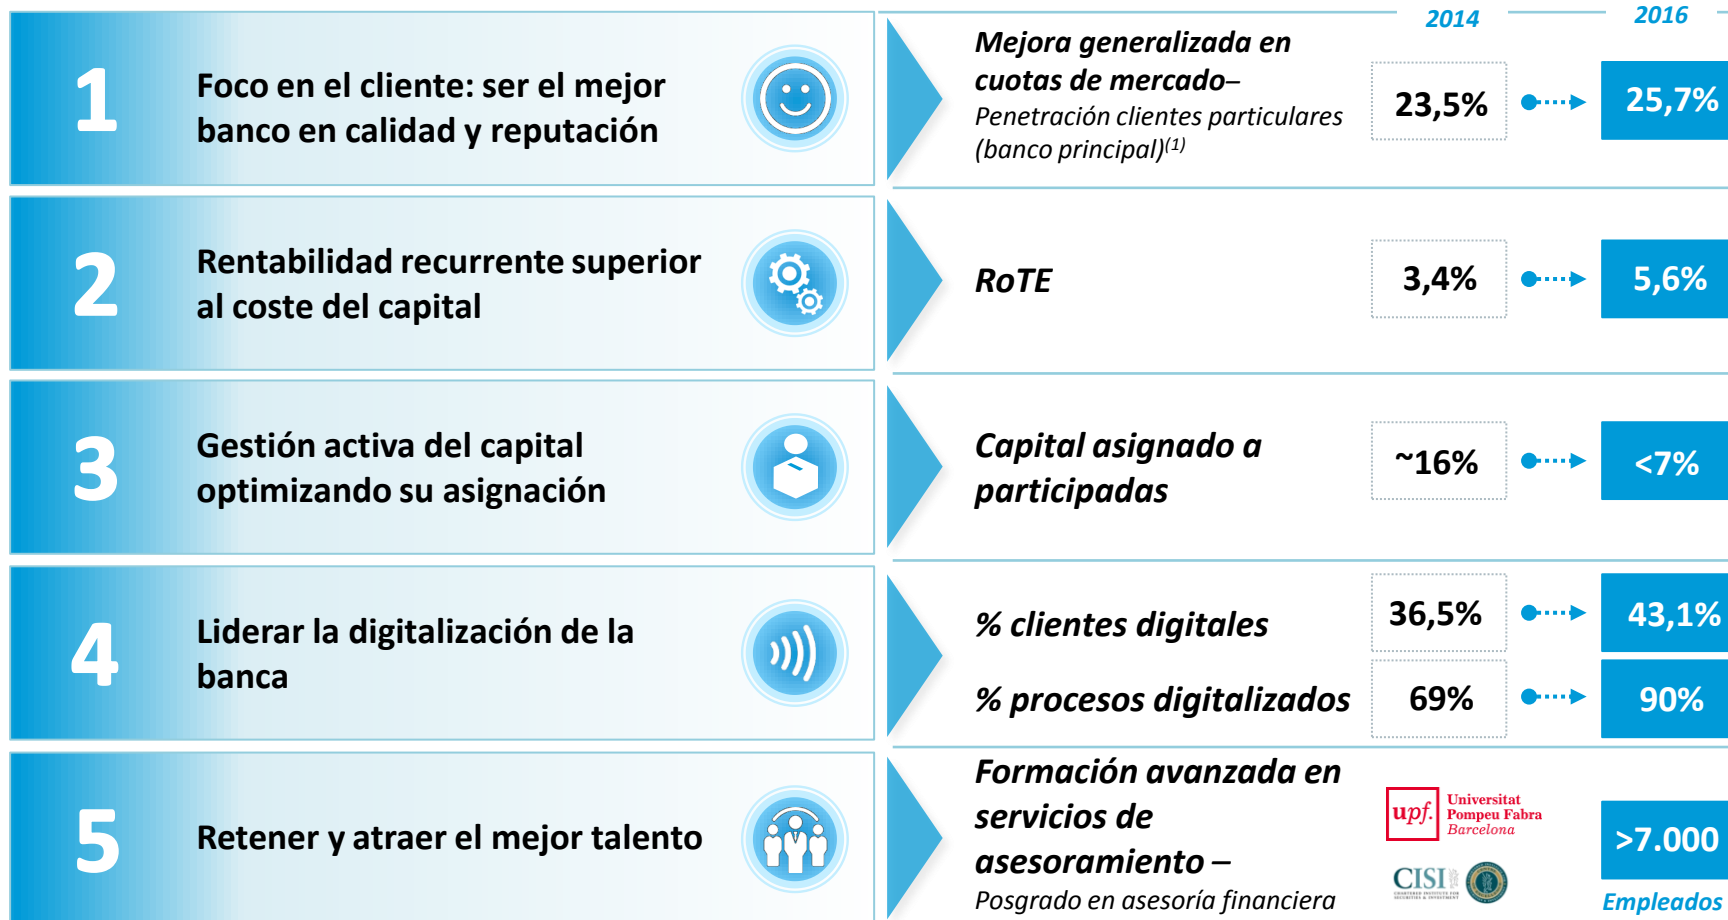 2014
2016
1
Foco en el cliente: ser el mejor
banco en calidad y reputación
Mejora generalizada en
cuotas de mercado–
Penetración clientes particulares
(banco principal)(1)
23,5%
25,7%
2
Rentabilidad recurrente superior
al coste del capital
RoTE
3,4%
5,6%
3
Gestión activa del capital
optimizando su asignación
Capital asignado a
participadas
~16%
<7%
4
Liderar la digitalización de la
banca
% clientes digitales
36,5%
43,1%
% procesos digitalizados
69%
90%
5
Retener y atraer el mejor talento
Formación avanzada en
servicios de
asesoramiento –
Posgrado en asesoría financiera
upf.
Universitat
Pompeu Fabra
Barcelona
CISI
CHARTERED INSTITUTE FOR
SECURITIES & INVESTMENT
>7.000
Empleados